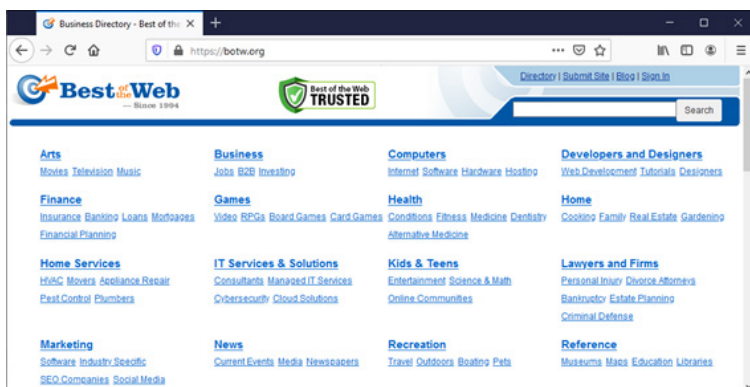 Business Directory - Best of the
https://botw.org
Directory | Submit Site | Blog | Sign In
Best of the Web
Since 1994
Best of the Web
TRUSTED
Search
Arts
Movies Television Music
Business
Jobs B2B Investing
Computers
Internet Software Hardware Hosting
Developers and Designers
Web Development Tutorials Designers
Finance
Insurance Banking Loans Mortgages
Financial Planning
Games
Video RPGs Board Games Card Games
Health
Conditions Fitness Medicine Dentistry
Alternative Medicine
Home
Cooking Family Real Estate Gardening
Home Services
HVAC Movers Appliance Repair
Pest Control Plumbers
IT Services & Solutions
Consultants Managed IT Services
Cybersecurity Cloud Solutions
Kids & Teens
Entertainment Science & Math
Online Communities
Lawyers and Firms
Personal Injury Divorce Attorneys
Bankruptcy Estate Planning
Criminal Defense
Marketing
Software Industry Specific
SEO Companies Social Media
News
Current Events Media Newspapers
Recreation
Travel Outdoors Boating Pets
Reference
Museums Maps Education Libraries